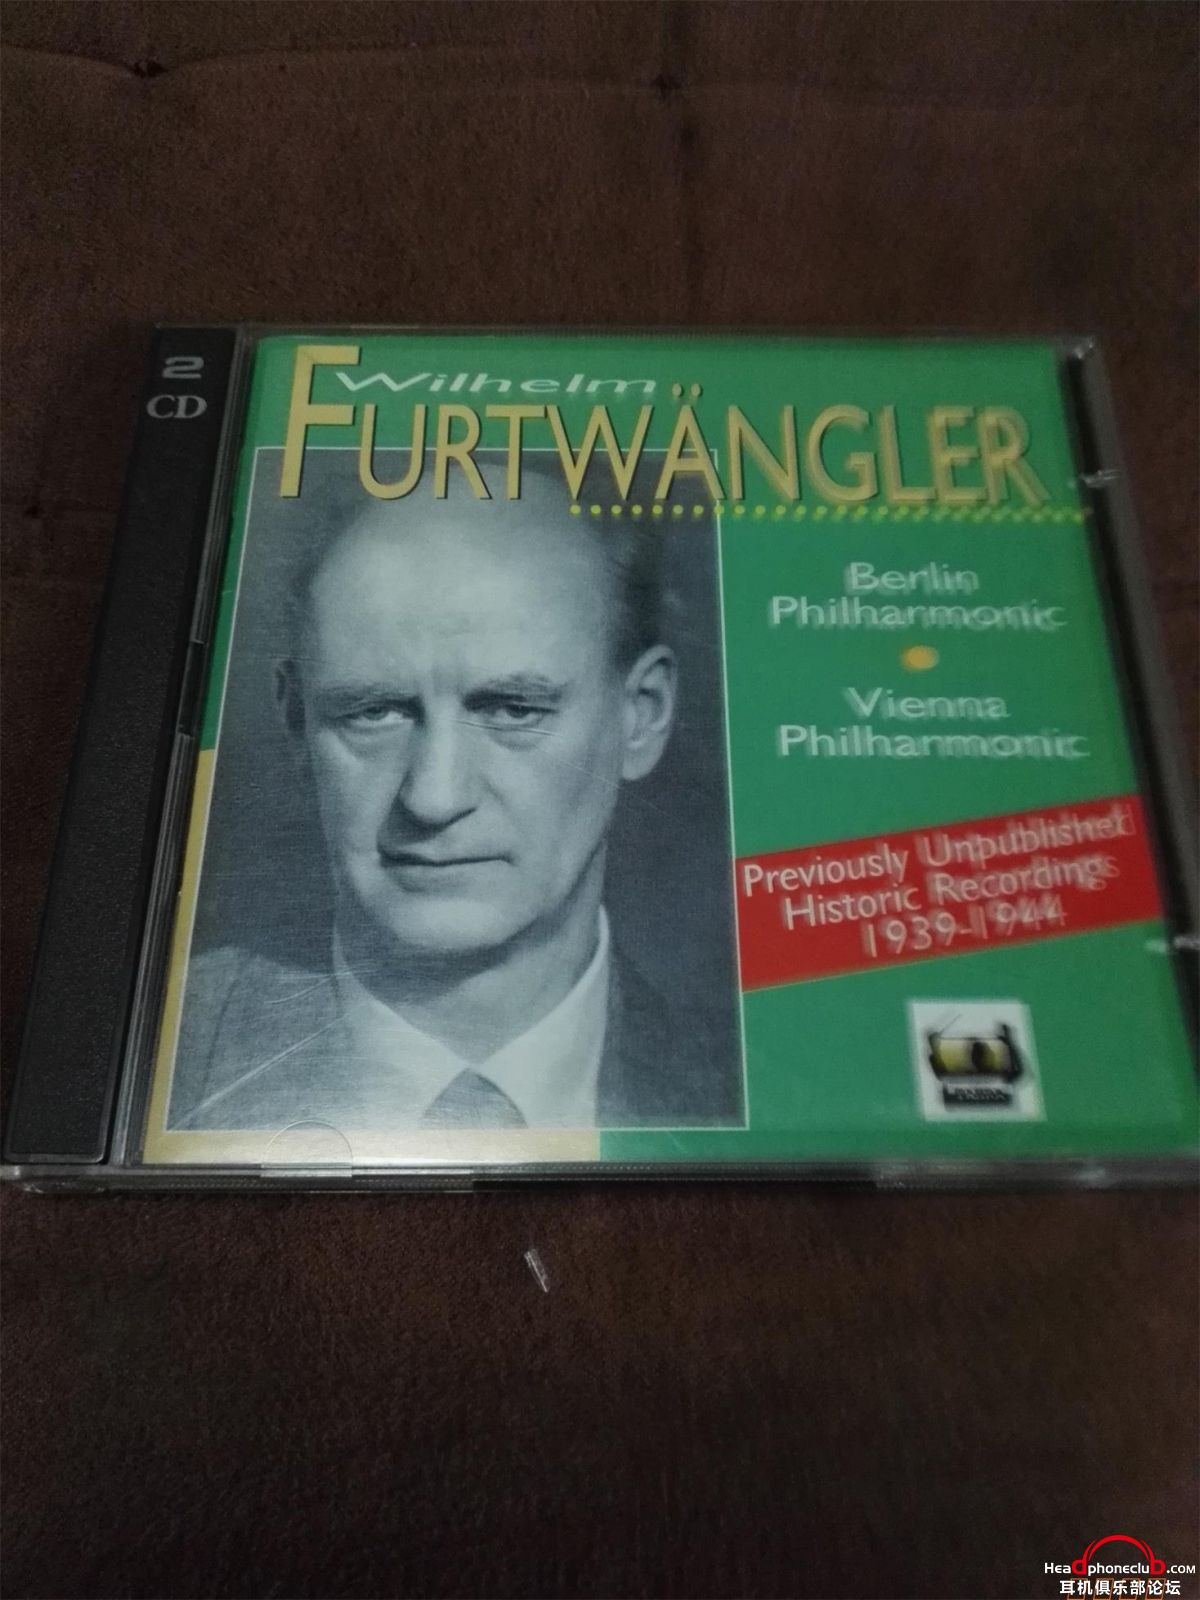 2
CD
Wilhelm
FURTWÄNGLER
Berlin
Philharmonic
Vienna
Philharmonic
Previously Unpublished
Historic Recordings
1939-1944
Headphoneclub.com
耳机俱乐部论坛